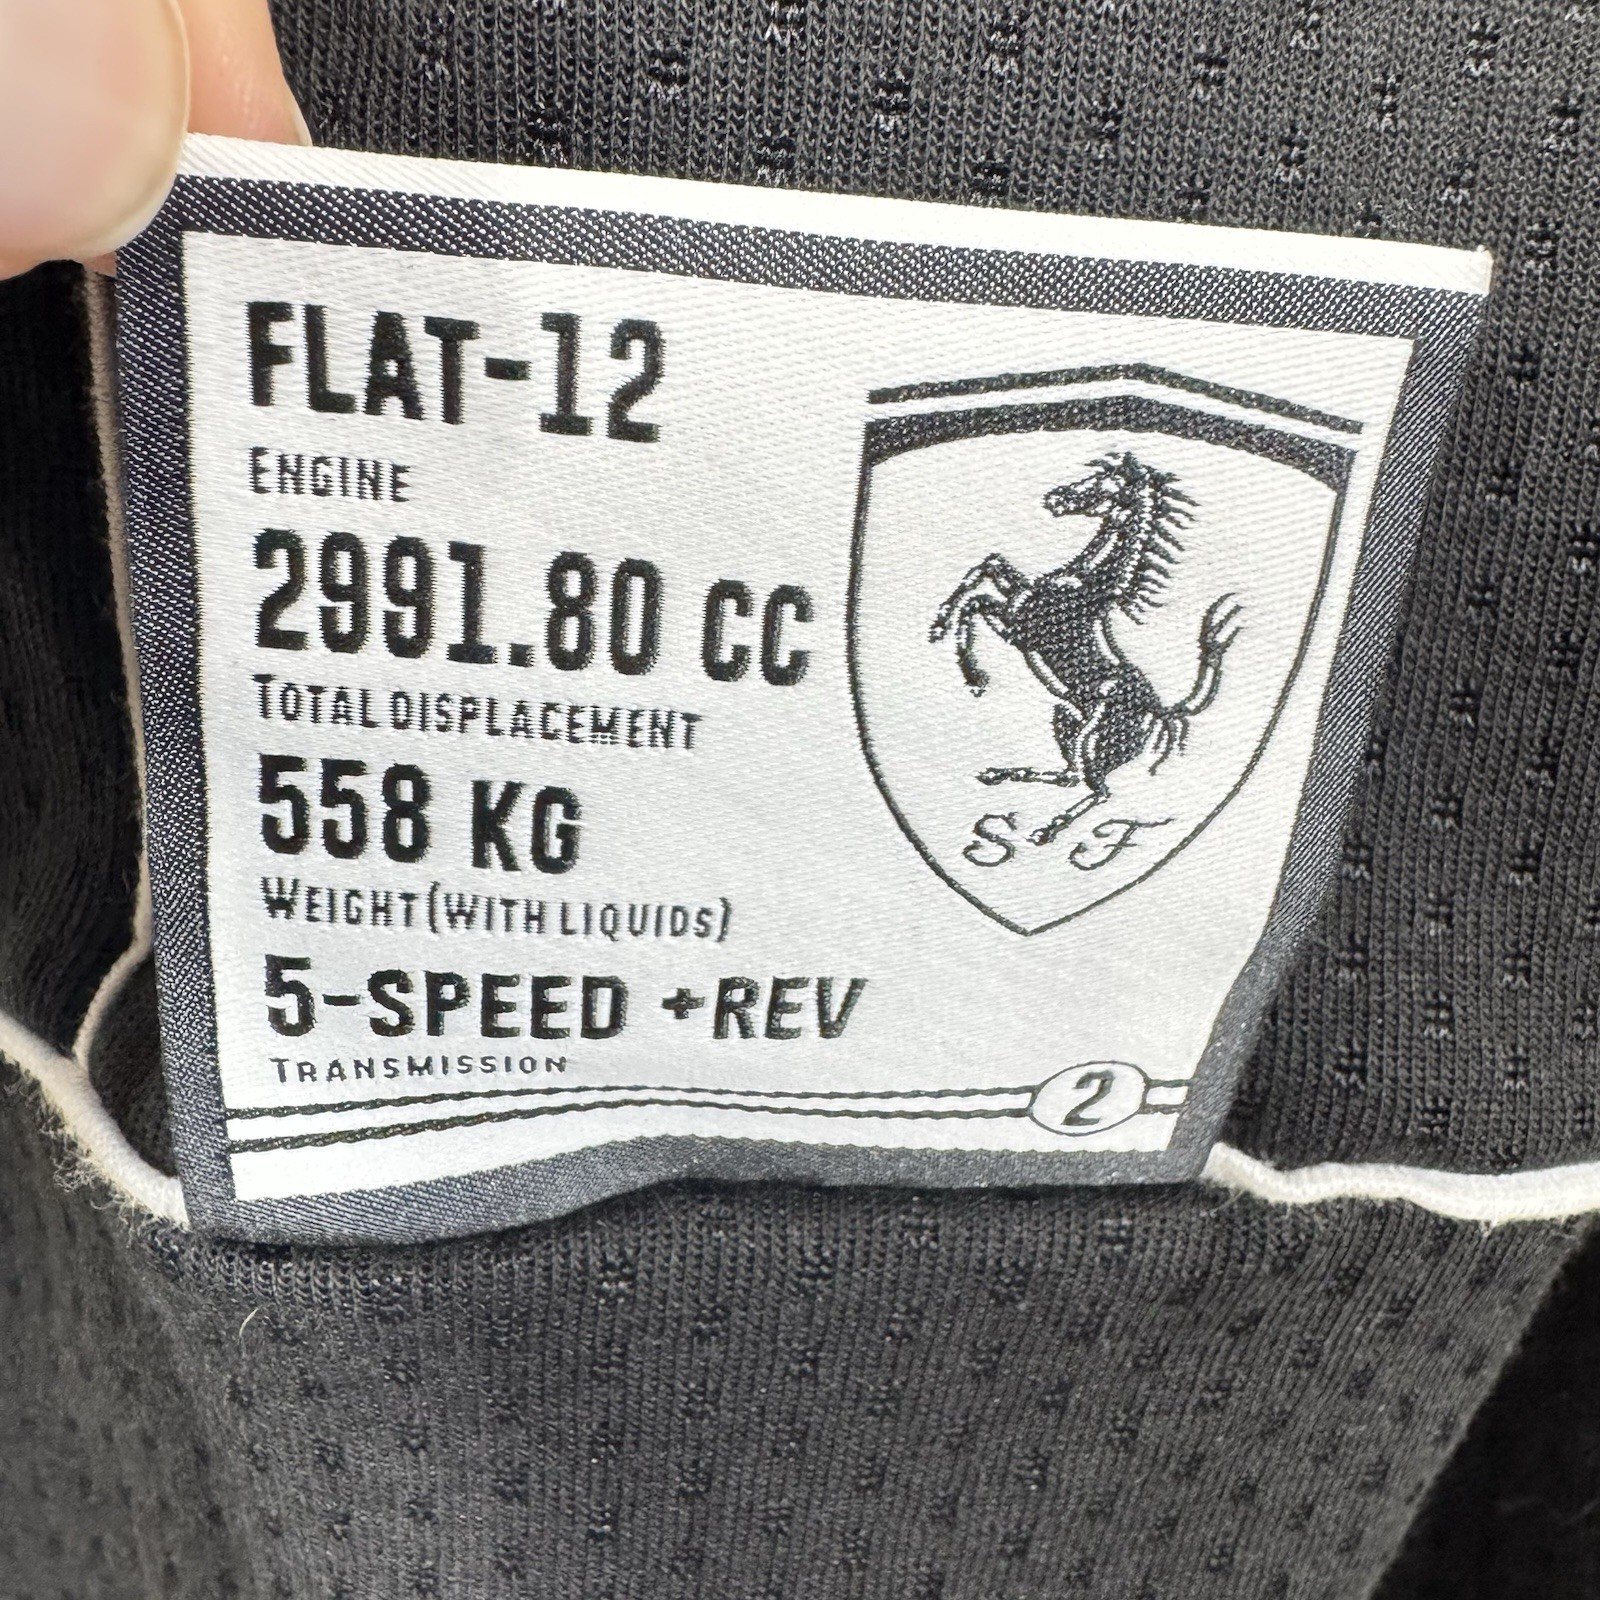 FLAT-12
ENGINE
2991.80 CC
TOTAL DISPLACEMENT
558 KG
WEIGHT (WITH LIQUIDS)
5-SPEED +REV
TRANSMISSION
S F
2